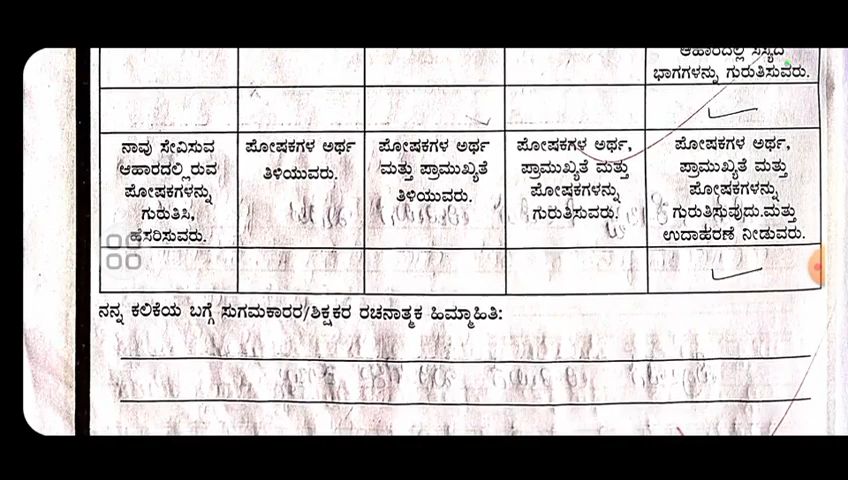 ಆಹಾರದಲ್ಲಿ ಸಸ್ಯದ
ಭಾಗಗಳನ್ನು ಗುರುತಿಸುವರು.
ನಾವು ಸೇವಿಸುವ
ಆಹಾರದಲ್ಲಿರುವ
ಪೋಷಕಗಳನ್ನು
ಗುರುತಿಸಿ,
ಹೆಸರಿಸುವರು.
ಪೋಷಕಗಳ ಅರ್ಥ
ತಿಳಿಯುವರು.
ಪೋಷಕಗಳ ಅರ್ಥ
ಮತ್ತು ಪ್ರಾಮುಖ್ಯತೆ
ತಿಳಿಯುವರು.
ಪೋಷಕಗಳ ಅರ್ಥ,
ಪ್ರಾಮುಖ್ಯತೆ ಮತ್ತು
ಪೋಷಕಗಳನ್ನು
ಗುರುತಿಸುವರು.
ಪೋಷಕಗಳ ಅರ್ಥ,
ಪ್ರಾಮುಖ್ಯತೆ ಮತ್ತು
ಪೋಷಕಗಳನ್ನು
ಗುರುತಿಸುವುದು.ಮತ್ತು
ಉದಾಹರಣೆ ನೀಡುವರು.
ನನ್ನ ಕಲಿಕೆಯ ಬಗ್ಗೆ ಸುಗಮಕಾರರ/ಶಿಕ್ಷಕರ ರಚನಾತ್ಮಕ ಹಿಮ್ಮಾಹಿತಿ: